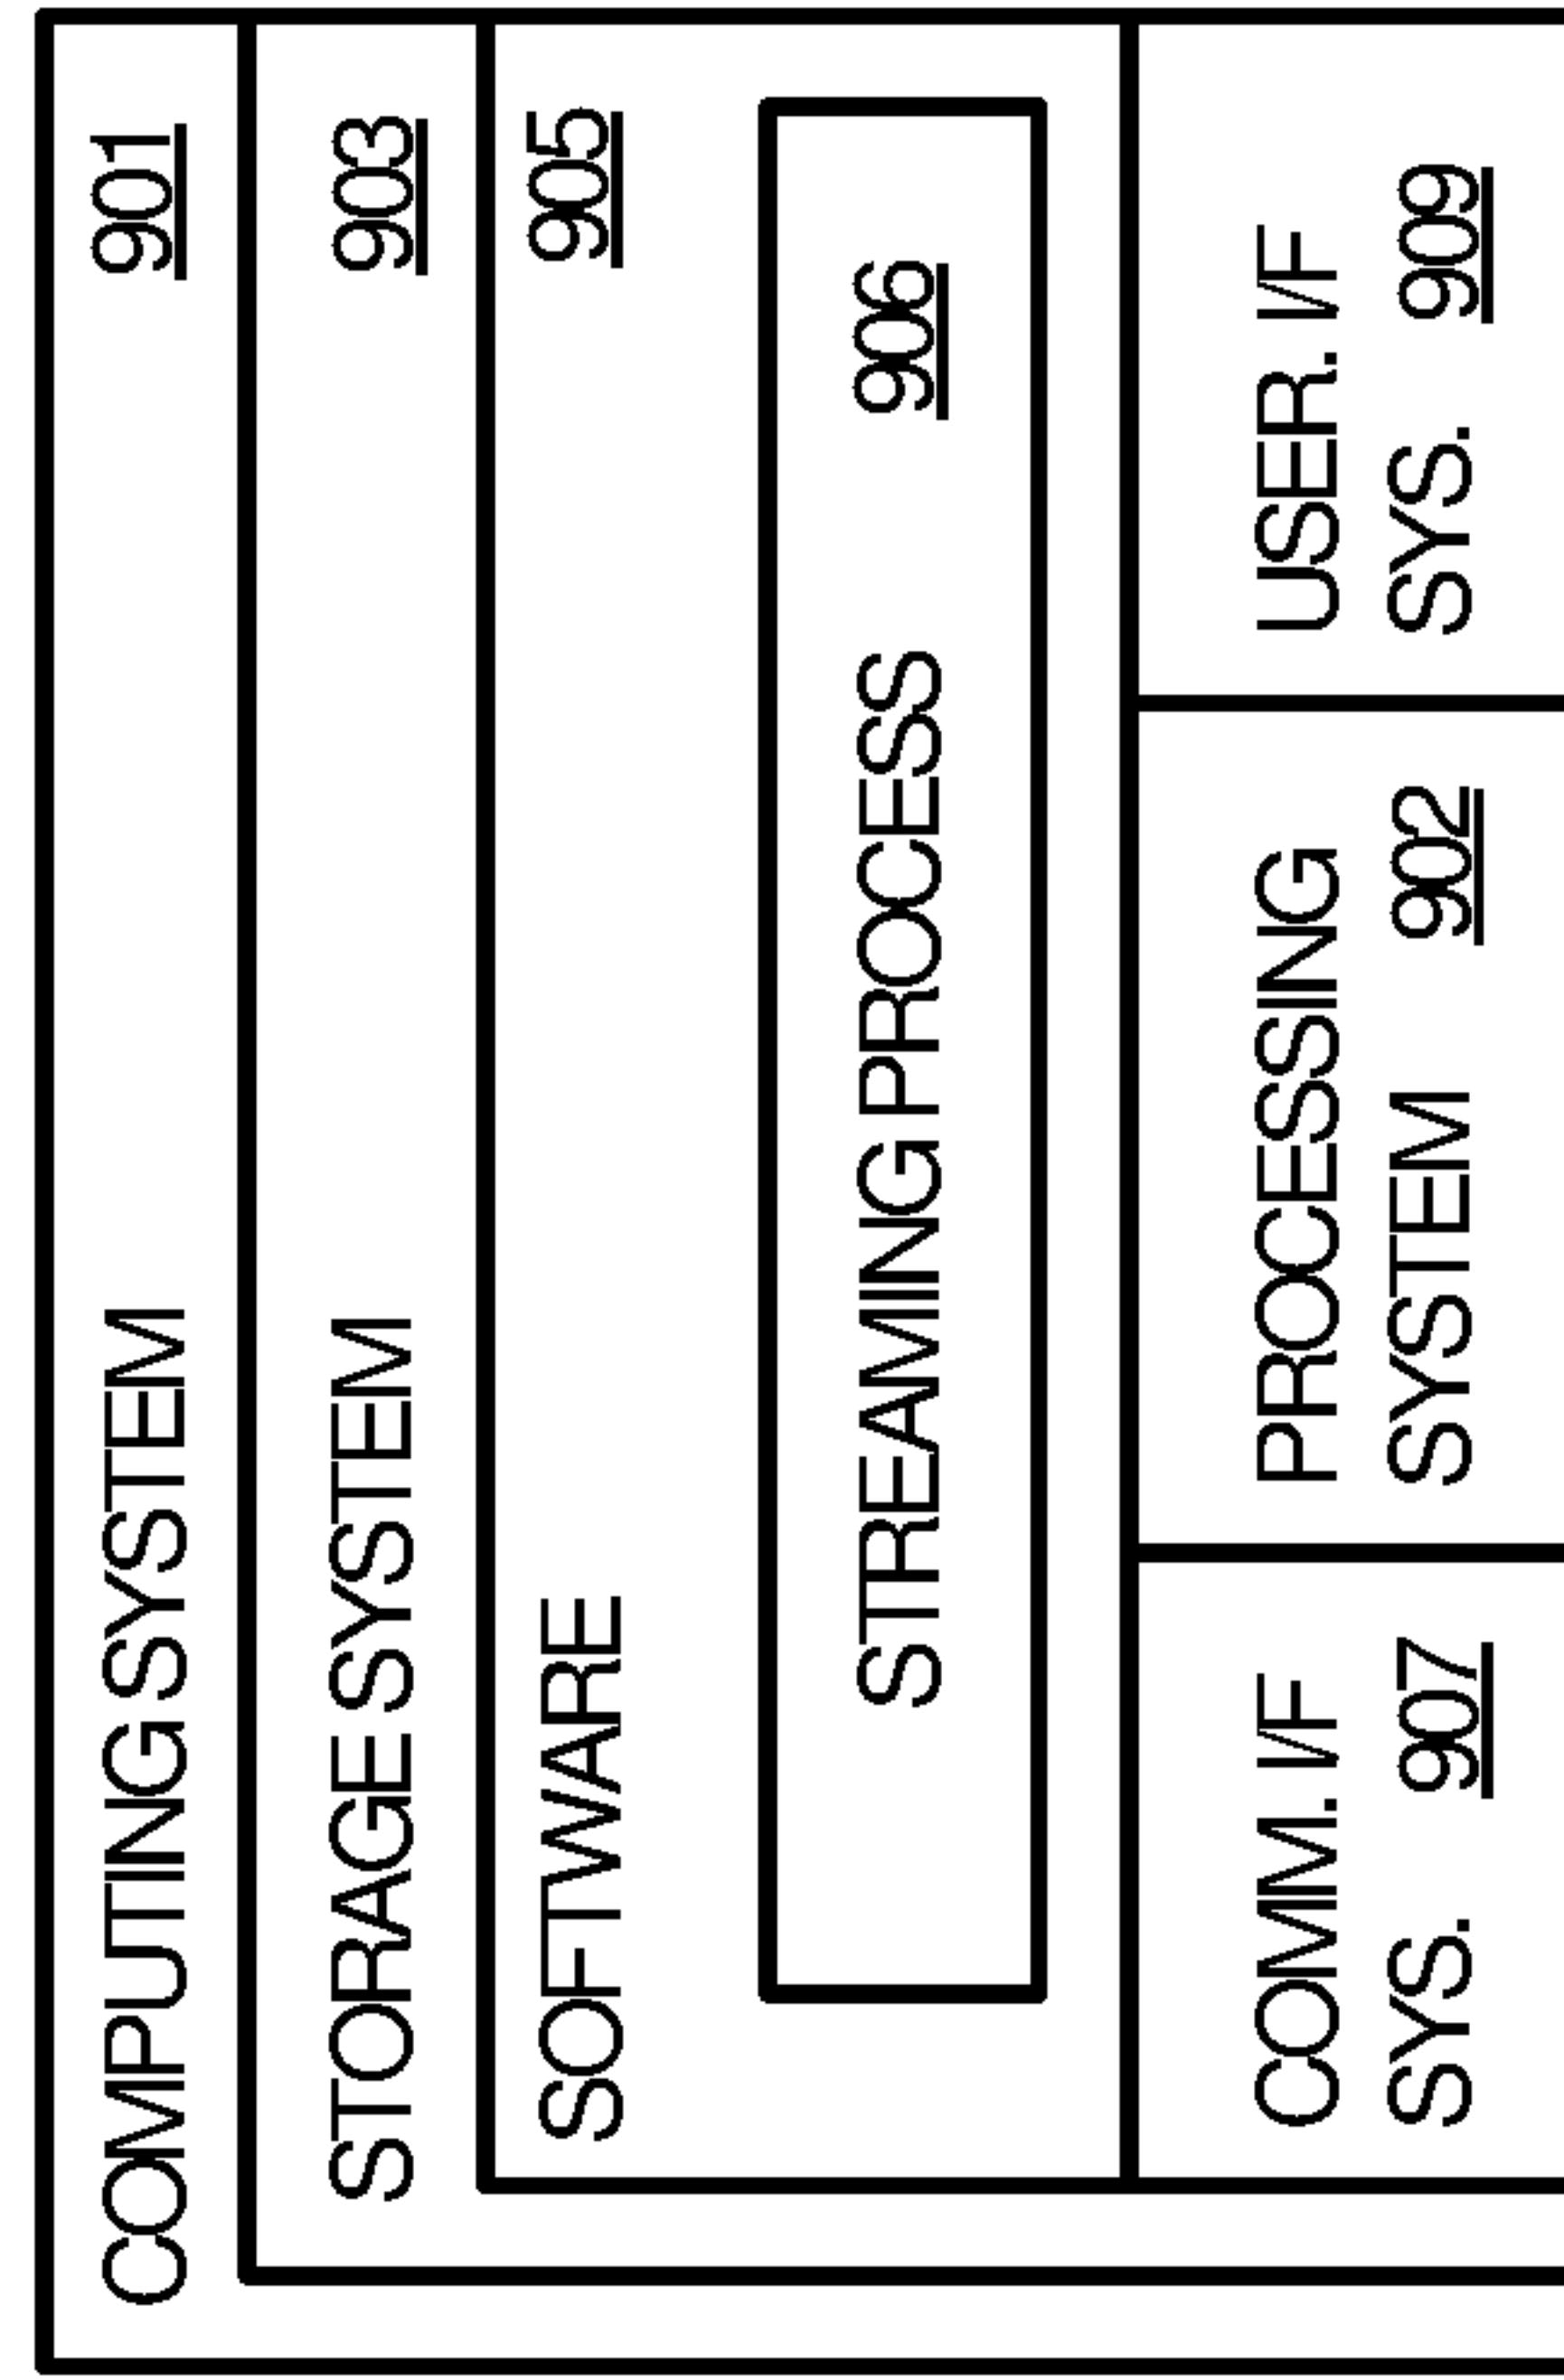 COMPUTING SYSTEM 901
STORAGE SYSTEM 903
SOFTWARE 905
STREAMING PROCESS 906
COMM. I/F
SYS. 907
PROCESSING
SYSTEM 902
USER. I/F
SYS. 909